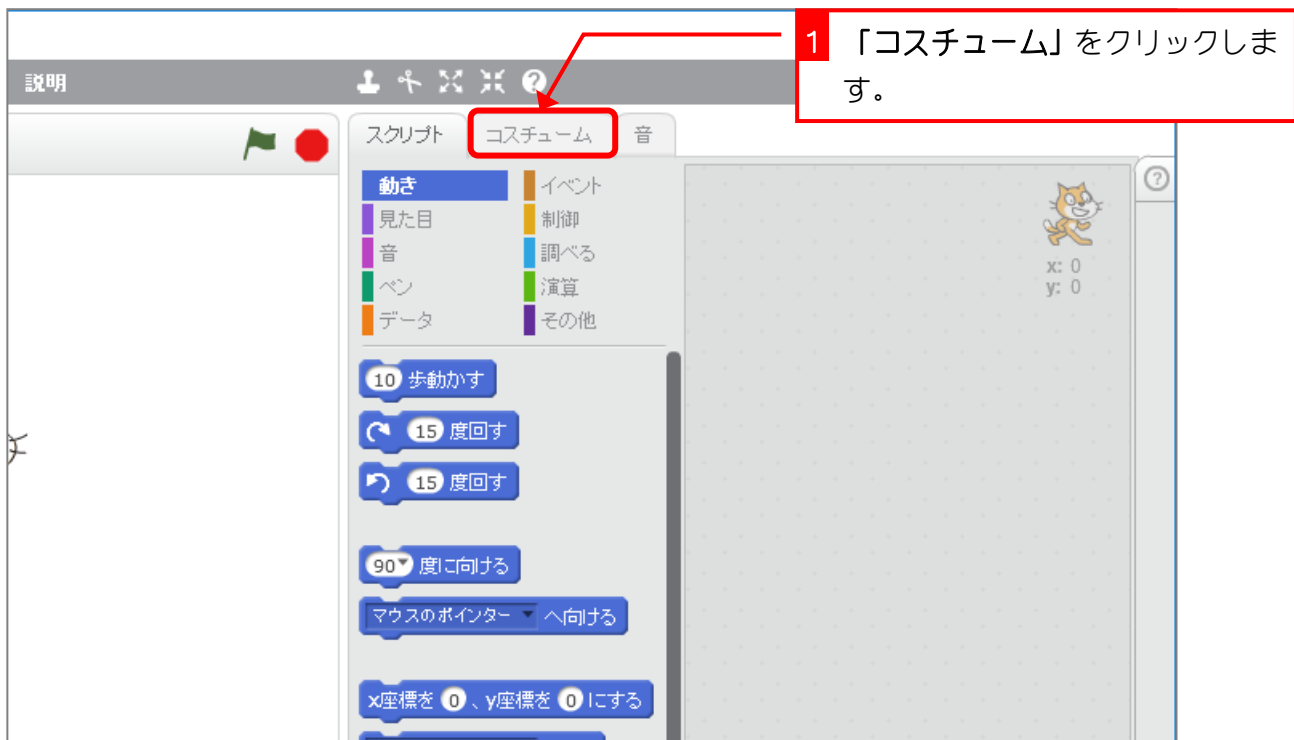 1 「コスチューム」をクリックしま
す。
説明
スクリプト コスチューム 音
動き イベント
見た目 制御
音 調べる
ペン 演算
データ その他
x: 0
y: 0
10 歩動かす
15 度回す
15 度回す
90 度に向ける
マウスのポインター へ向ける
x座標を 0 、y座標を 0 にする